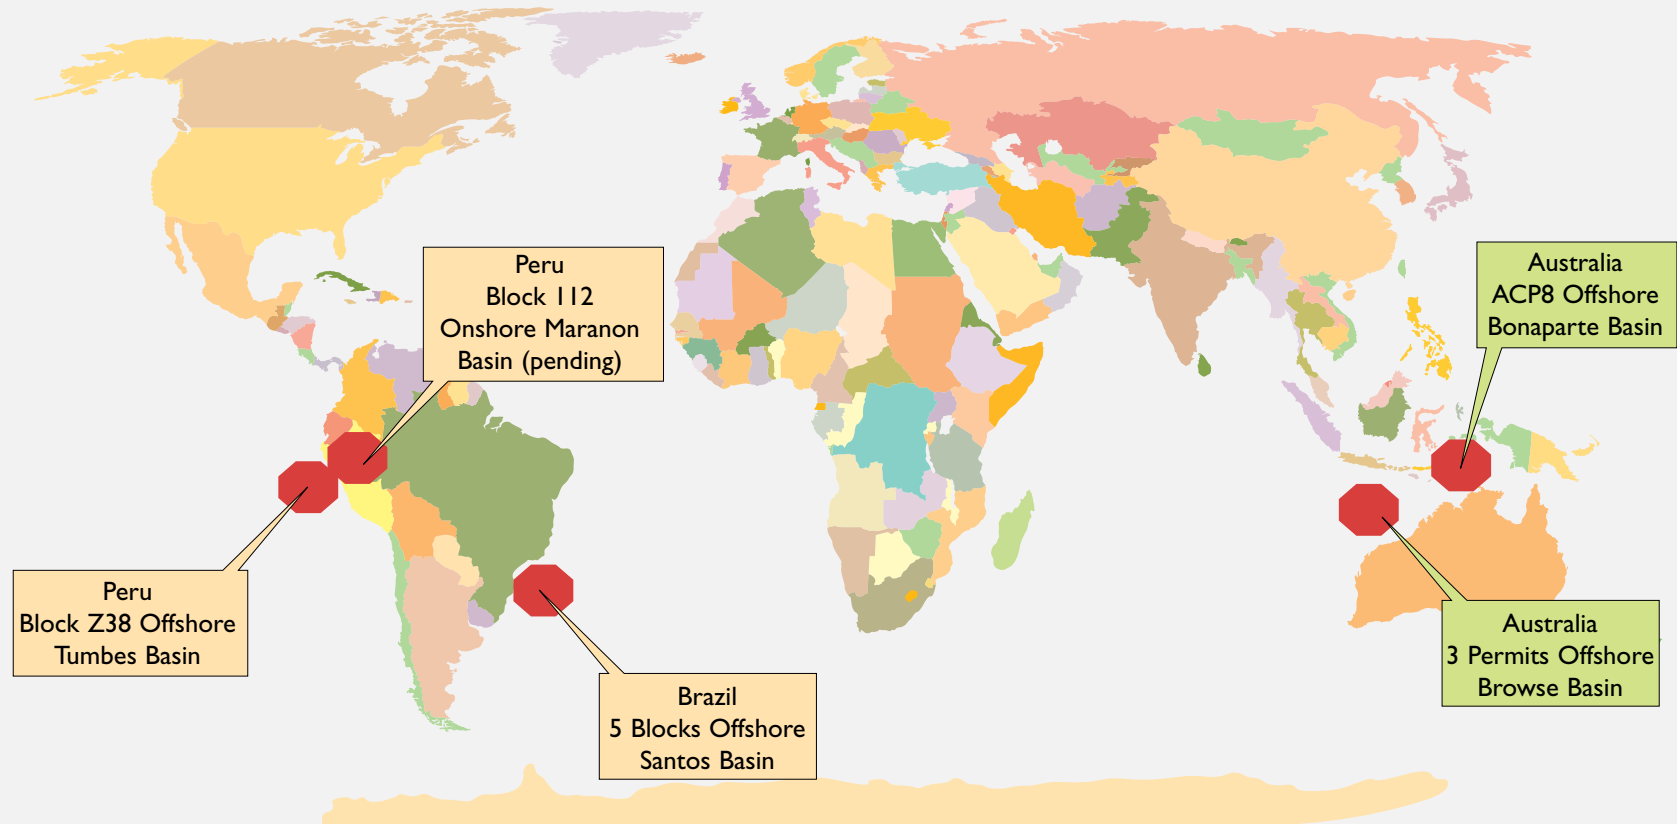 Peru
Block 112
Onshore Maranon
Basin (pending)
Australia
ACP8 Offshore
Bonaparte Basin
Peru
Block Z38 Offshore
Tumbes Basin
Brazil
5 Blocks Offshore
Santos Basin
Australia
3 Permits Offshore
Browse Basin